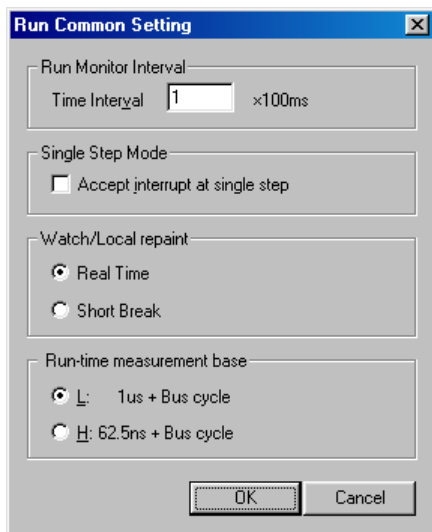 Run Common Setting
Run Monitor Interval
Time Interval 1 ×100ms
Single Step Mode
Accept interrupt at single step
Watch/Local repaint
Real Time
Short Break
Run-time measurement base
L: 1us + Bus cycle
H: 62.5ns + Bus cycle
OK Cancel